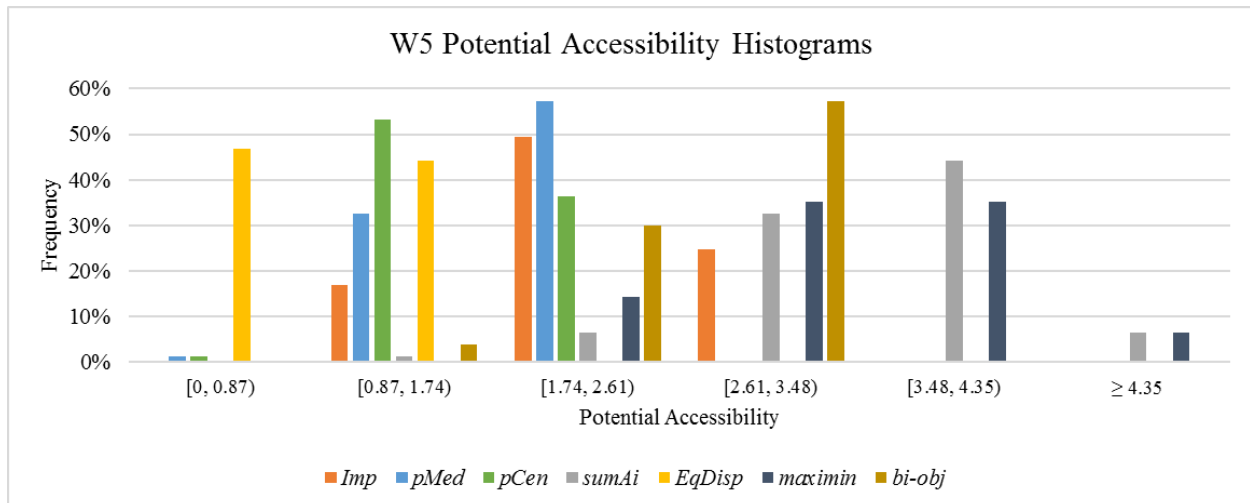 W5 Potential Accessibility Histograms
60%
50%
40%
30%
20%
10%
0%
Frequency
[0, 0.87) [0.87, 1.74) [1.74, 2.61) [2.61, 3.48) [3.48, 4.35) ≥ 4.35
Potential Accessibility
Imp pMed pCen sumAi EqDisp maximin bi-obj